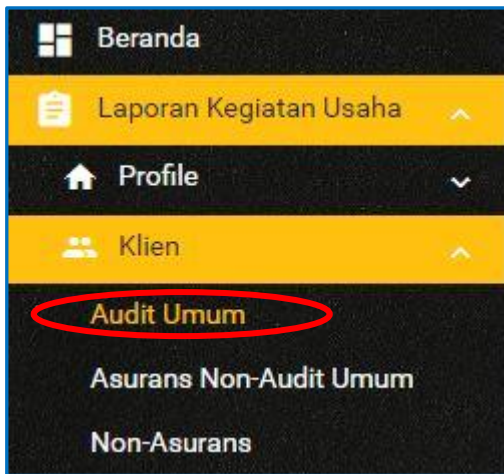 Beranda
Laporan Kegiatan Usaha
Profile
Klien
Audit Umum
Asurans Non-Audit Umum
Non-Asurans